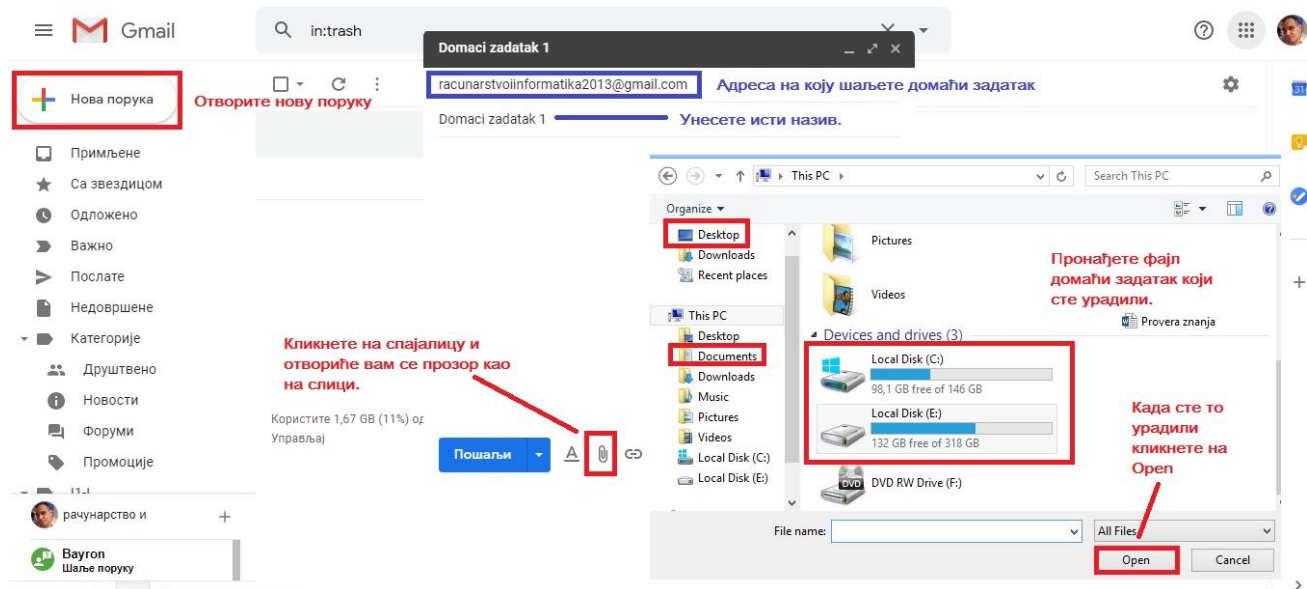 Gmail
in:trash
Domaci zadatak 1
Нова порука
Отворите нову поруку
racunarstvoiinformatika2013@gmail.com
Адреса на коју шаљете домаћи задатак
31
Domaci zadatak 1
Унесете исти назив.
Примљене
Са звездицом
Одложено
Важно
Послате
Недовршене
Категорије
Друштвено
Новости
Форуми
Промоције
рачунарство и
Bayron
Шаље поруку
Користите 1,67 GB (11%) од
Управљај
Кликнете на спајалицу и
отвориће вам се прозор као
на слици.
Пошаљи
This PC
Search This PC
Organize
Desktop
Downloads
Recent places
This PC
Desktop
Documents
Downloads
Music
Pictures
Videos
Local Disk (C:)
Local Disk (E:)
Pictures
Videos
Пронађете фајл
домаћи задатак који
сте урадили.
Provera znanja
Devices and drives (3)
Local Disk (C:)
98,1 GB free of 146 GB
Local Disk (E:)
132 GB free of 318 GB
DVD
DVD RW Drive (F:)
Када сте то
урадили
кликнете на
Open
File name:
All Files
Open
Cancel